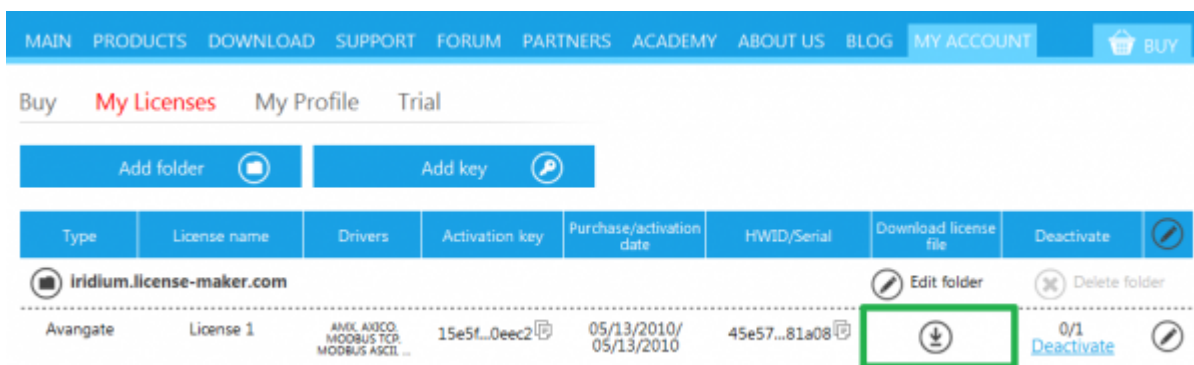 MAIN PRODUCTS DOWNLOAD SUPPORT FORUM PARTNERS ACADEMY ABOUT US BLOG MY ACCOUNT BUY
Buy My Licenses My Profile Trial
Add folder Add key
Type License name Drivers Activation key Purchase/activation date HWID/Serial Download license file Deactivate
iridium.license-maker.com Edit folder Delete folder
Avangate License 1 AMX, AXICO, MODBUS TCP, MODBUS ASCII, ... 15e5f...0eec2 05/13/2010/ 05/13/2010 45e57...81a08 0/1
Deactivate